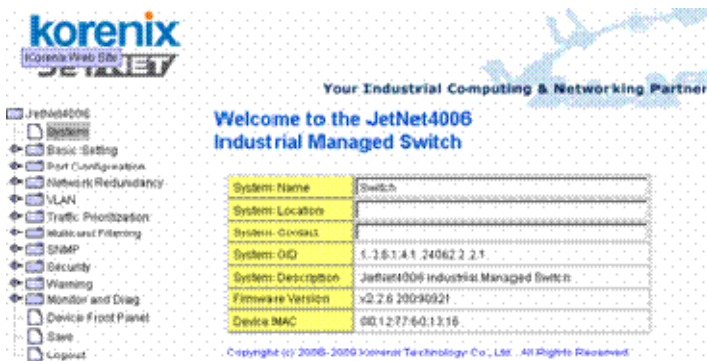 korenix
Korenix Web Site
JETNET
Your Industrial Computing & Networking Partner
JetNet4006
System
Basic Setting
Port Configuration
Network Redundancy
VLAN
Traffic Prioritization
Multicast Filtering
SNMP
Security
Warning
Monitor and Diag
Device Front Panel
Save
Logout
Welcome to the JetNet4006
Industrial Managed Switch
System Name Switch
System Location
System Contact
System OID 1.3.6.1.4.1.24062.2.2.1
System Description JetNet4006 Industrial Managed Switch
Firmware Version v2.2.6 20090921
Device MAC 00:12:77:60:13:16
Copyright (c) 2006-2009 Korenix Technology Co., Ltd. All Rights Reserved